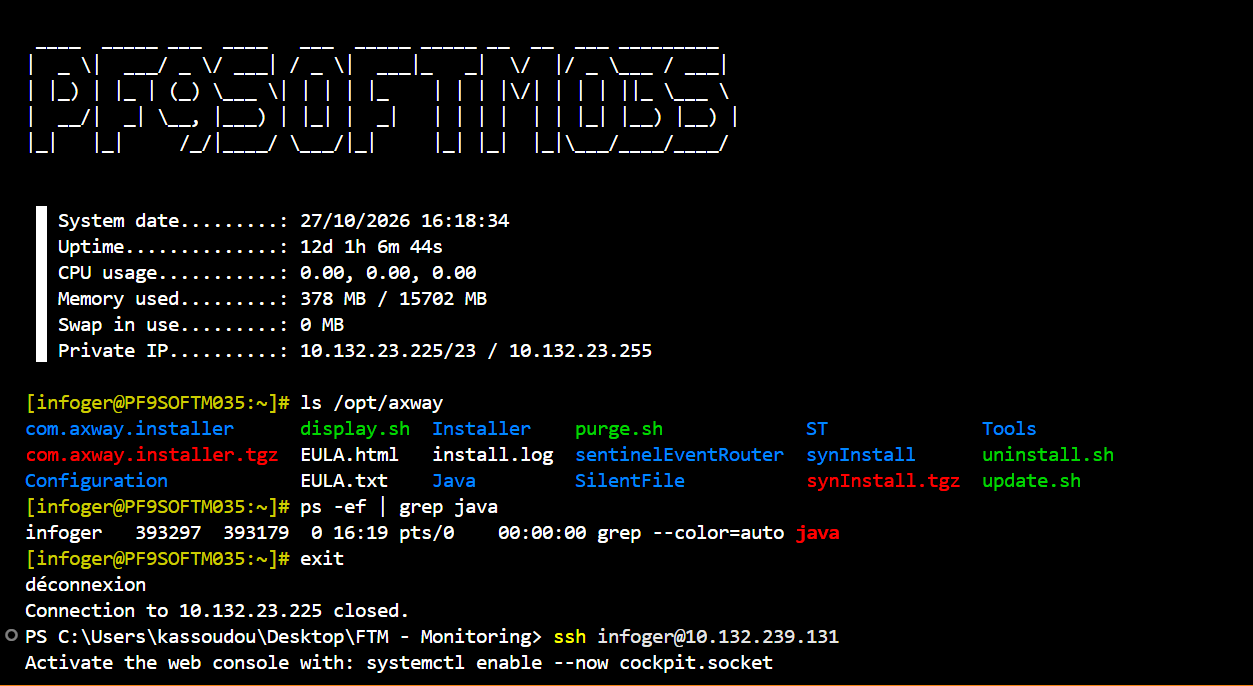 PF9SOFTM035
System date.........: 27/10/2026 16:18:34
Uptime..............: 12d 1h 6m 44s
CPU usage...........: 0.00, 0.00, 0.00
Memory used.........: 378 MB / 15702 MB
Swap in use.........: 0 MB
Private IP..........: 10.132.23.225/23 / 10.132.23.255
[infoger@PF9SOFTM035:~]# ls /opt/axway
com.axway.installer display.sh Installer purge.sh ST Tools
com.axway.installer.tgz EULA.html install.log sentinelEventRouter synInstall uninstall.sh
Configuration EULA.txt Java SilentFile synInstall.tgz update.sh
[infoger@PF9SOFTM035:~]# ps -ef | grep java
infoger 393297 393179 0 16:19 pts/0 00:00:00 grep --color=auto java
[infoger@PF9SOFTM035:~]# exit
déconnexion
Connection to 10.132.23.225 closed.
PS C:\Users\kassoudou\Desktop\FTM - Monitoring> ssh infoger@10.132.239.131
Activate the web console with: systemctl enable --now cockpit.socket